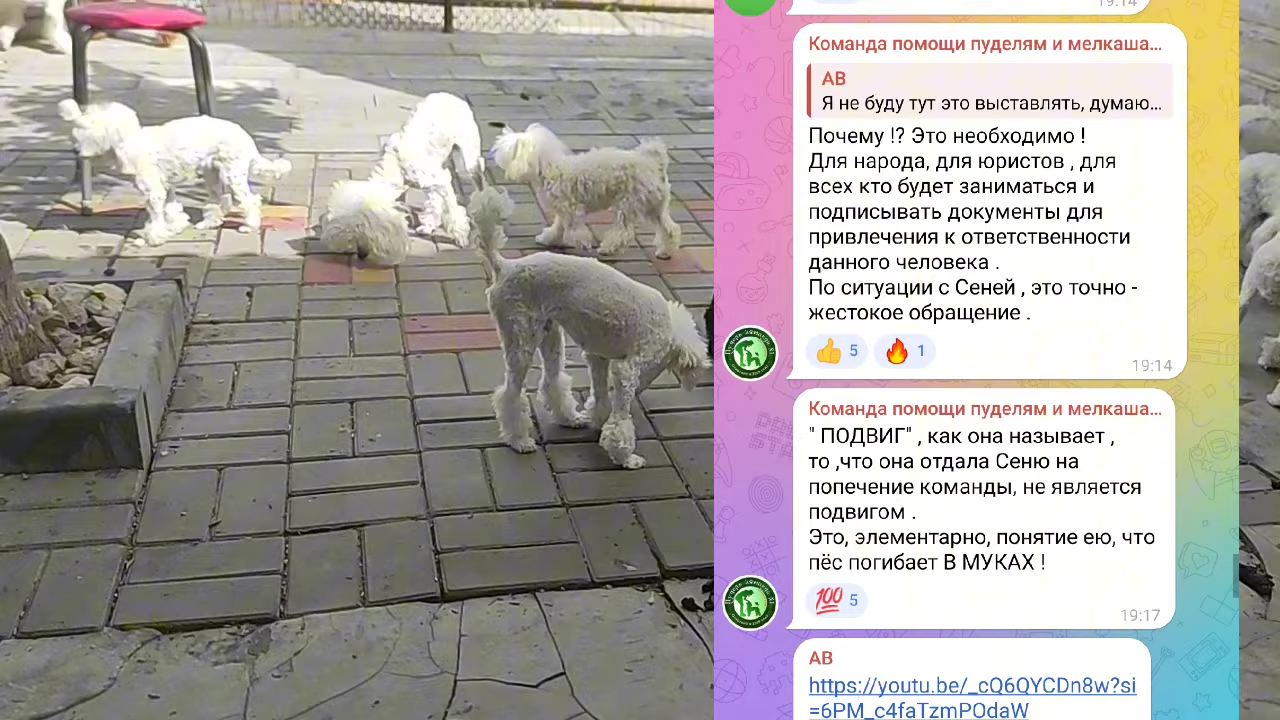 19:14
Команда помощи пуделям и мелкаша...
АВ
Я не буду тут это выставлять, думаю...
Почему !? Это необходимо !
Для народа, для юристов , для
всех кто будет заниматься и
подписывать документы для
привлечения к ответственности
данного человека .
По ситуации с Сеней , это точно -
жестокое обращение .
5
1
19:14
Команда помощи пуделям и мелкаша...
" ПОДВИГ" , как она называет ,
то ,что она отдала Сеню на
попечение команды, не является
подвигом .
Это, элементарно, понятие ею, что
пёс погибает В МУКАХ !
💯 5
19:17
АВ
https://youtu.be/_cQ6QYCDn8w?si
=6PM_c4faTzmPOdaW